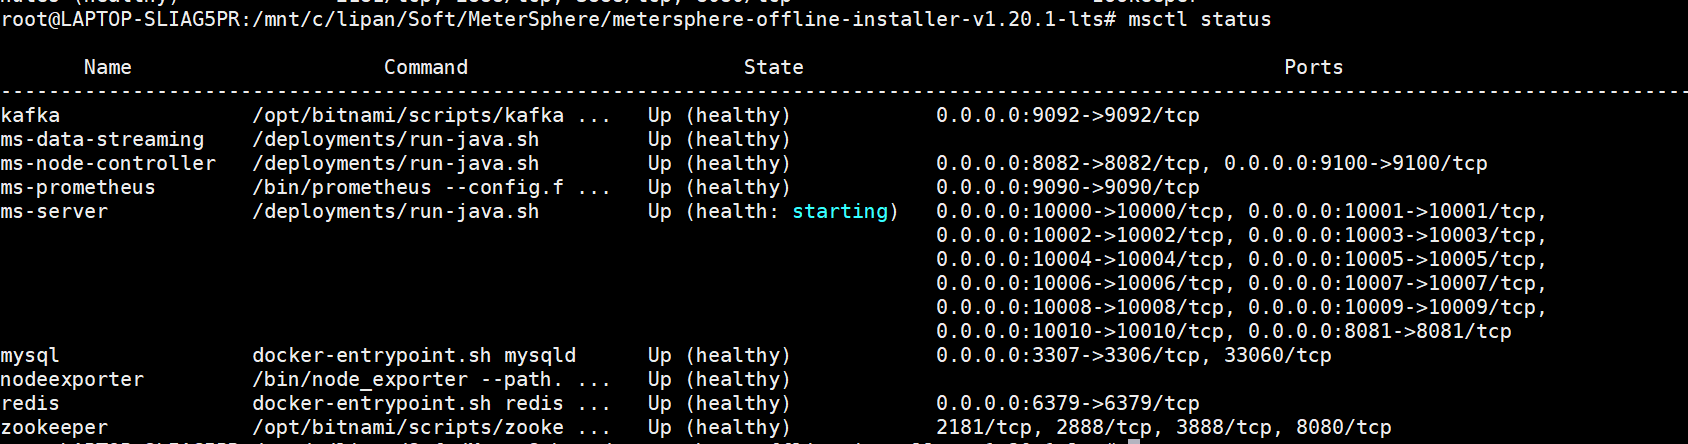 root@LAPTOP-SLIAG5PR:/mnt/c/lipan/Soft/MeterSphere/metersphere-offline-installer-v1.20.1-lts# msctl status
Name Command State Ports
--------------------------------------------------------------------------------------------------------------------------------------------
kafka /opt/bitnami/scripts/kafka ... Up (healthy) 0.0.0.0:9092->9092/tcp
ms-data-streaming /deployments/run-java.sh Up (healthy)
ms-node-controller /deployments/run-java.sh Up (healthy) 0.0.0.0:8082->8082/tcp, 0.0.0.0:9100->9100/tcp
ms-prometheus /bin/prometheus --config.f ... Up (healthy) 0.0.0.0:9090->9090/tcp
ms-server /deployments/run-java.sh Up (health: starting) 0.0.0.0:10000->10000/tcp, 0.0.0.0:10001->10001/tcp,
0.0.0.0:10002->10002/tcp, 0.0.0.0:10003->10003/tcp,
0.0.0.0:10004->10004/tcp, 0.0.0.0:10005->10005/tcp,
0.0.0.0:10006->10006/tcp, 0.0.0.0:10007->10007/tcp,
0.0.0.0:10008->10008/tcp, 0.0.0.0:10009->10009/tcp,
0.0.0.0:10010->10010/tcp, 0.0.0.0:8081->8081/tcp
mysql docker-entrypoint.sh mysqld Up (healthy) 0.0.0.0:3307->3306/tcp, 33060/tcp
nodeexporter /bin/node_exporter --path. ... Up (healthy)
redis docker-entrypoint.sh redis ... Up (healthy) 0.0.0.0:6379->6379/tcp
zookeeper /opt/bitnami/scripts/zooke ... Up (healthy) 2181/tcp, 2888/tcp, 3888/tcp, 8080/tcp